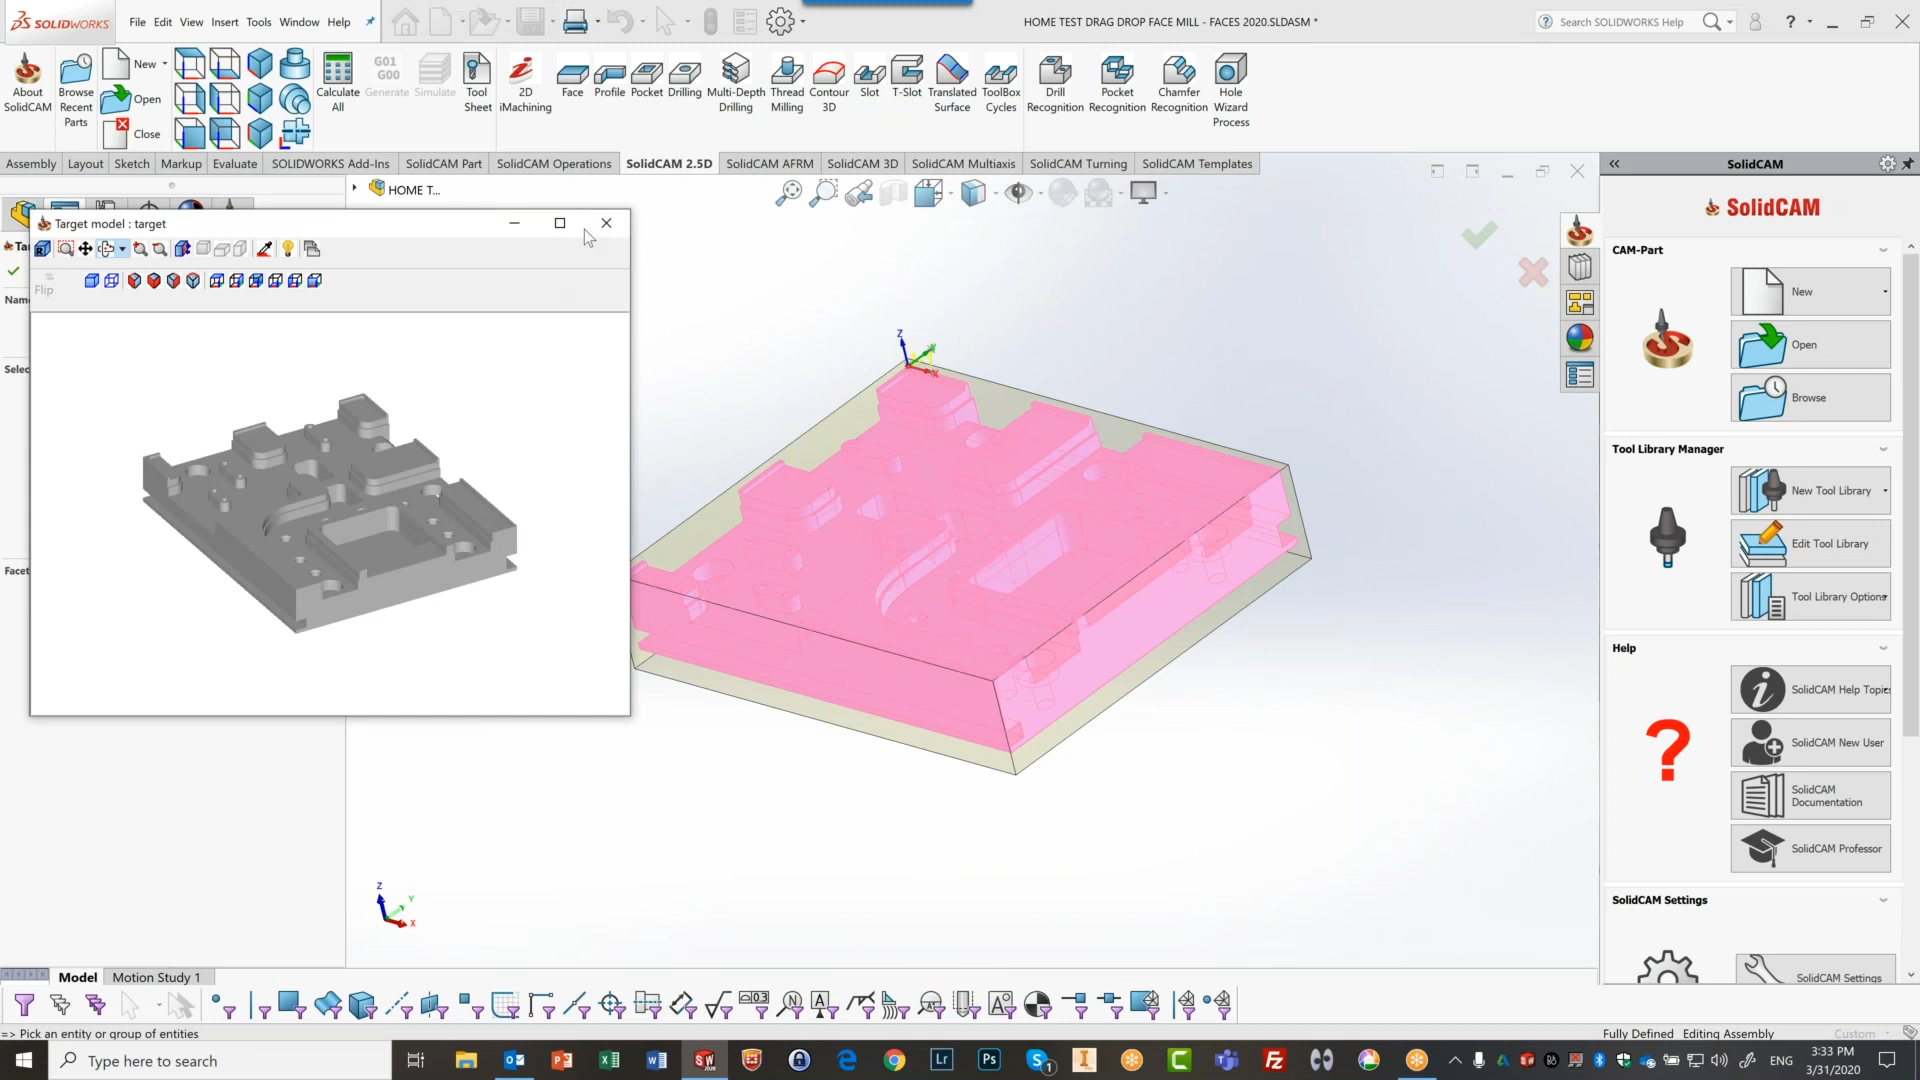 SOLIDWORKS
File Edit View Insert Tools Window Help
HOME TEST DRAG DROP FACE MILL - FACES 2020.SLDASM *
Search SOLIDWORKS Help
?
About SolidCAM
Browse Recent Parts
New
Open
Close
Calculate All
G01 G00
Generate
Simulate
Tool Sheet
2D iMachining
Face
Profile
Pocket
Drilling
Multi-Depth Drilling
Thread Milling
Contour 3D
Slot
T-Slot
Translated Surface
ToolBox Cycles
Drill Recognition
Pocket Recognition
Chamfer Recognition
Hole Wizard Process
Assembly Layout Sketch Markup Evaluate SOLIDWORKS Add-Ins SolidCAM Part SolidCAM Operations SolidCAM 2.5D SolidCAM AFRM SolidCAM 3D SolidCAM Multiaxis SolidCAM Turning SolidCAM Templates
HOME T...
Target model : target
Flip
Ta
Name
Selec
Facet
Z
X
Z
Y
X
SolidCAM
SolidCAM
CAM-Part
New
Open
Browse
Tool Library Manager
New Tool Library
Edit Tool Library
Tool Library Options
Help
?
SolidCAM Help Topic
SolidCAM New User
SolidCAM
Documentation
SolidCAM Professor
SolidCAM Settings
SolidCAM Settings
Model Motion Study 1
=> Pick an entity or group of entities
Fully Defined Editing Assembly Custom
Type here to search
ENG
3:33 PM
3/31/2020